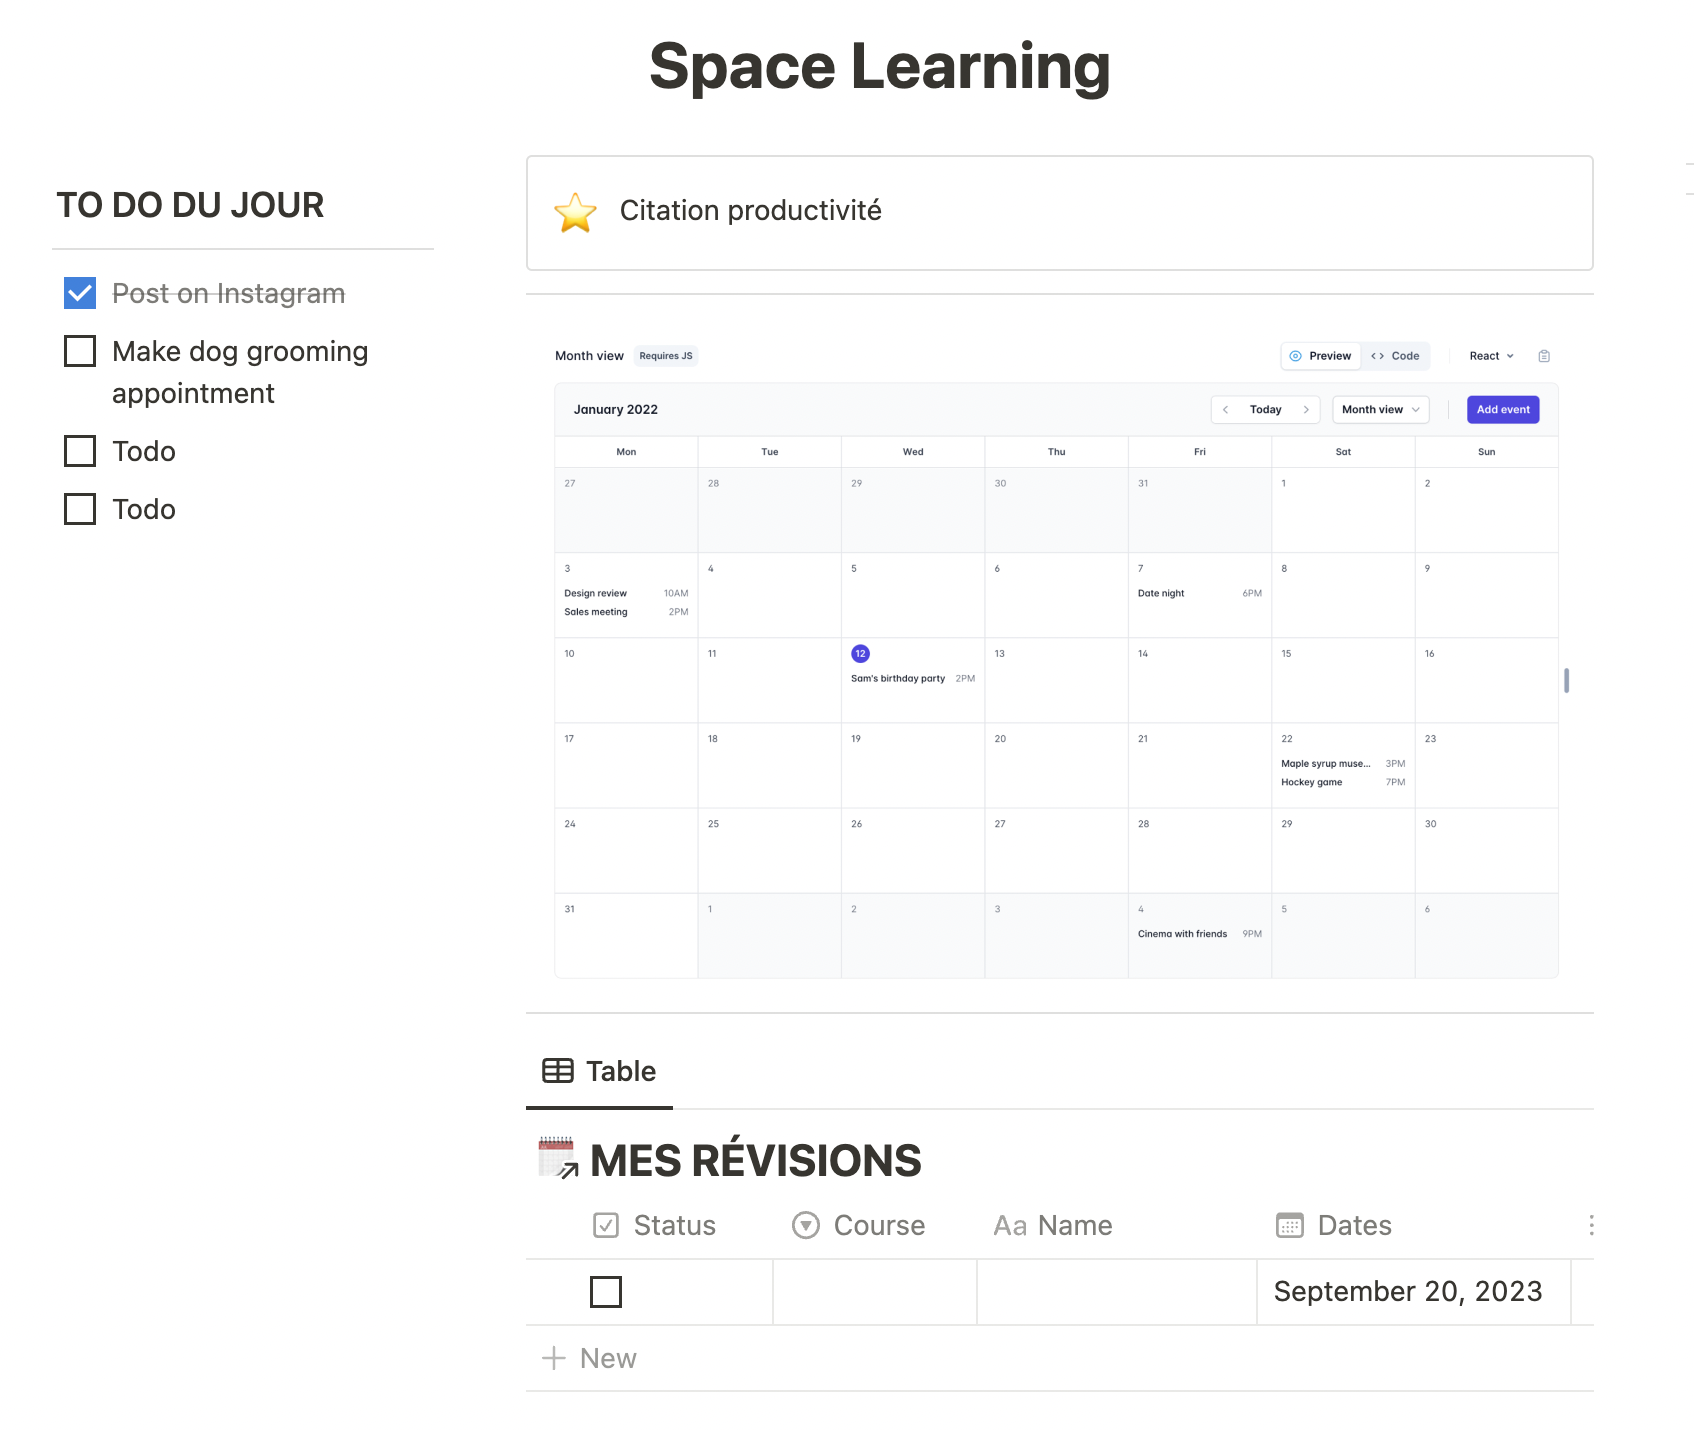 Space Learning
TO DO DU JOUR
Post on Instagram
Make dog grooming
appointment
Todo
Todo
Citation productivité
Month view Requires JS Preview Code React
January 2022 Today Month view Add event
Mon Tue Wed Thu Fri Sat Sun
27 28 29 30 31 1 2
3 4 5 6 7 8 9
Design review 10AM Date night 6PM
Sales meeting 2PM
10 11 12 13 14 15 16
Sam's birthday party 2PM
17 18 19 20 21 22 23
Maple syrup muse... 3PM
Hockey game 7PM
24 25 26 27 28 29 30
31 1 2 3 4 5 6
Cinema with friends 9PM
Table
MES RÉVISIONS
Status Course Aa Name Dates
September 20, 2023
New